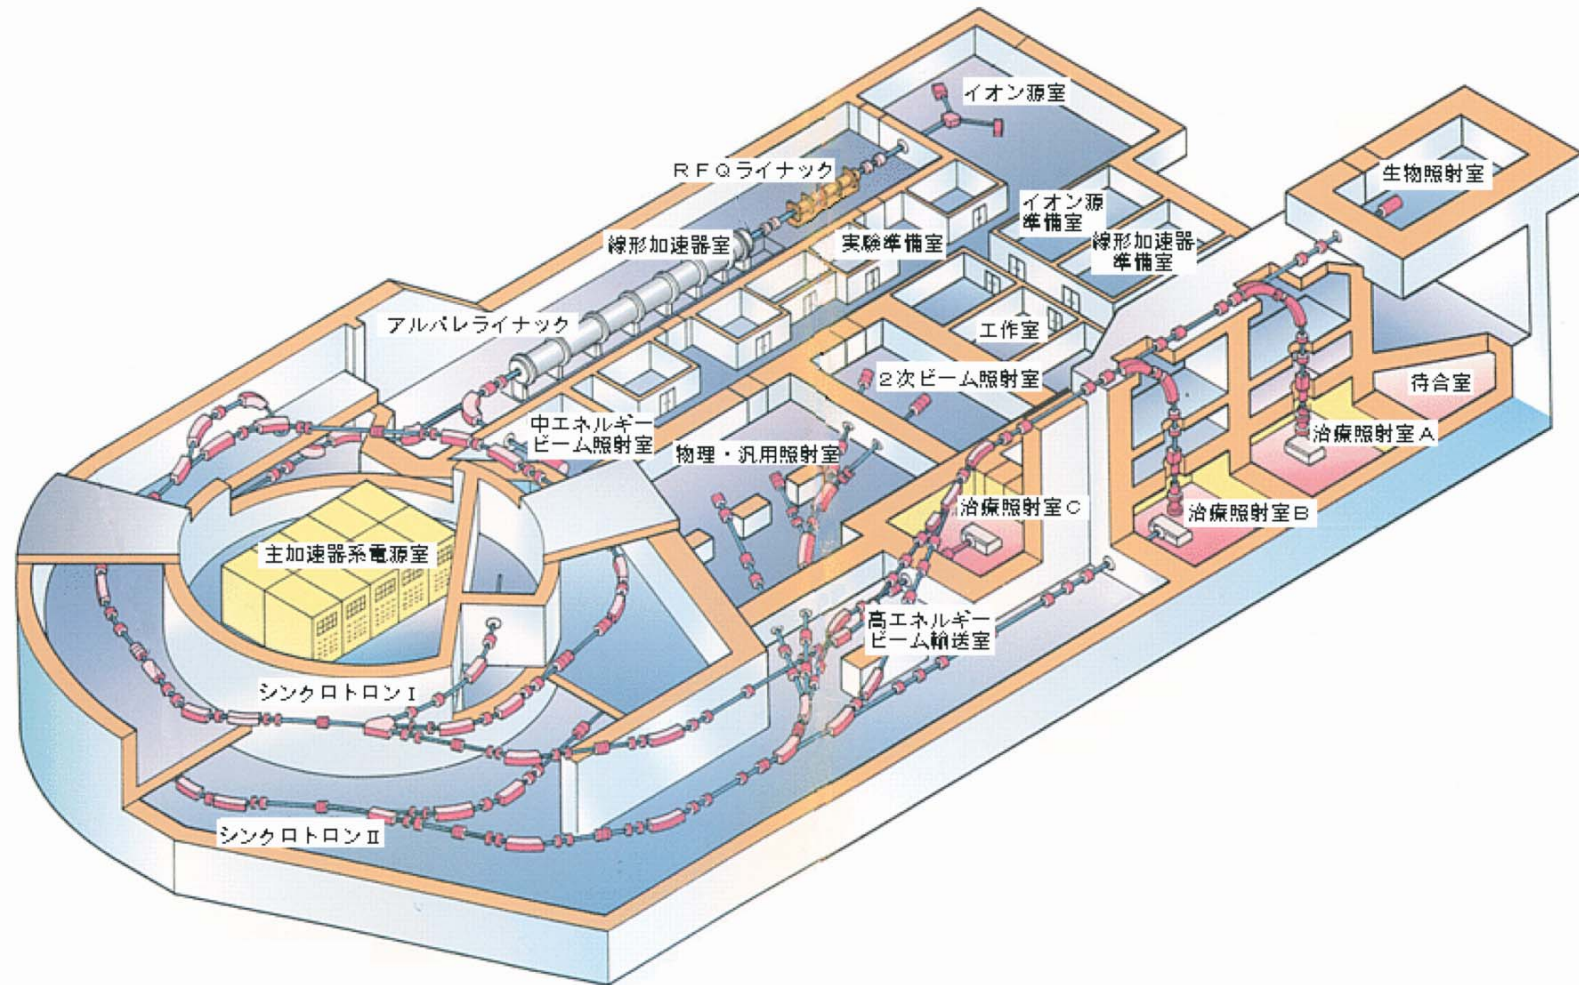 イオン源室
RFQライナック
生物照射室
イオン源
準備室
線形加速器室
実験準備室
線形加速器
準備室
アルバレライナック
工作室
2次ビーム照射室
待合室
中エネルギー
ビーム照射室
物理・汎用照射室
治療照射室A
治療照射室C
治療照射室B
主加速器系電源室
高エネルギー
ビーム輸送室
シンクロトロンI
シンクロトロンII